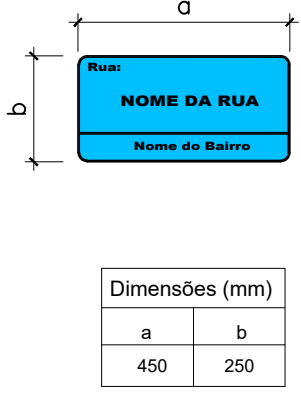 a
b
Rua:
NOME DA RUA
Nome do Bairro
Dimensões (mm)
a b
450 250